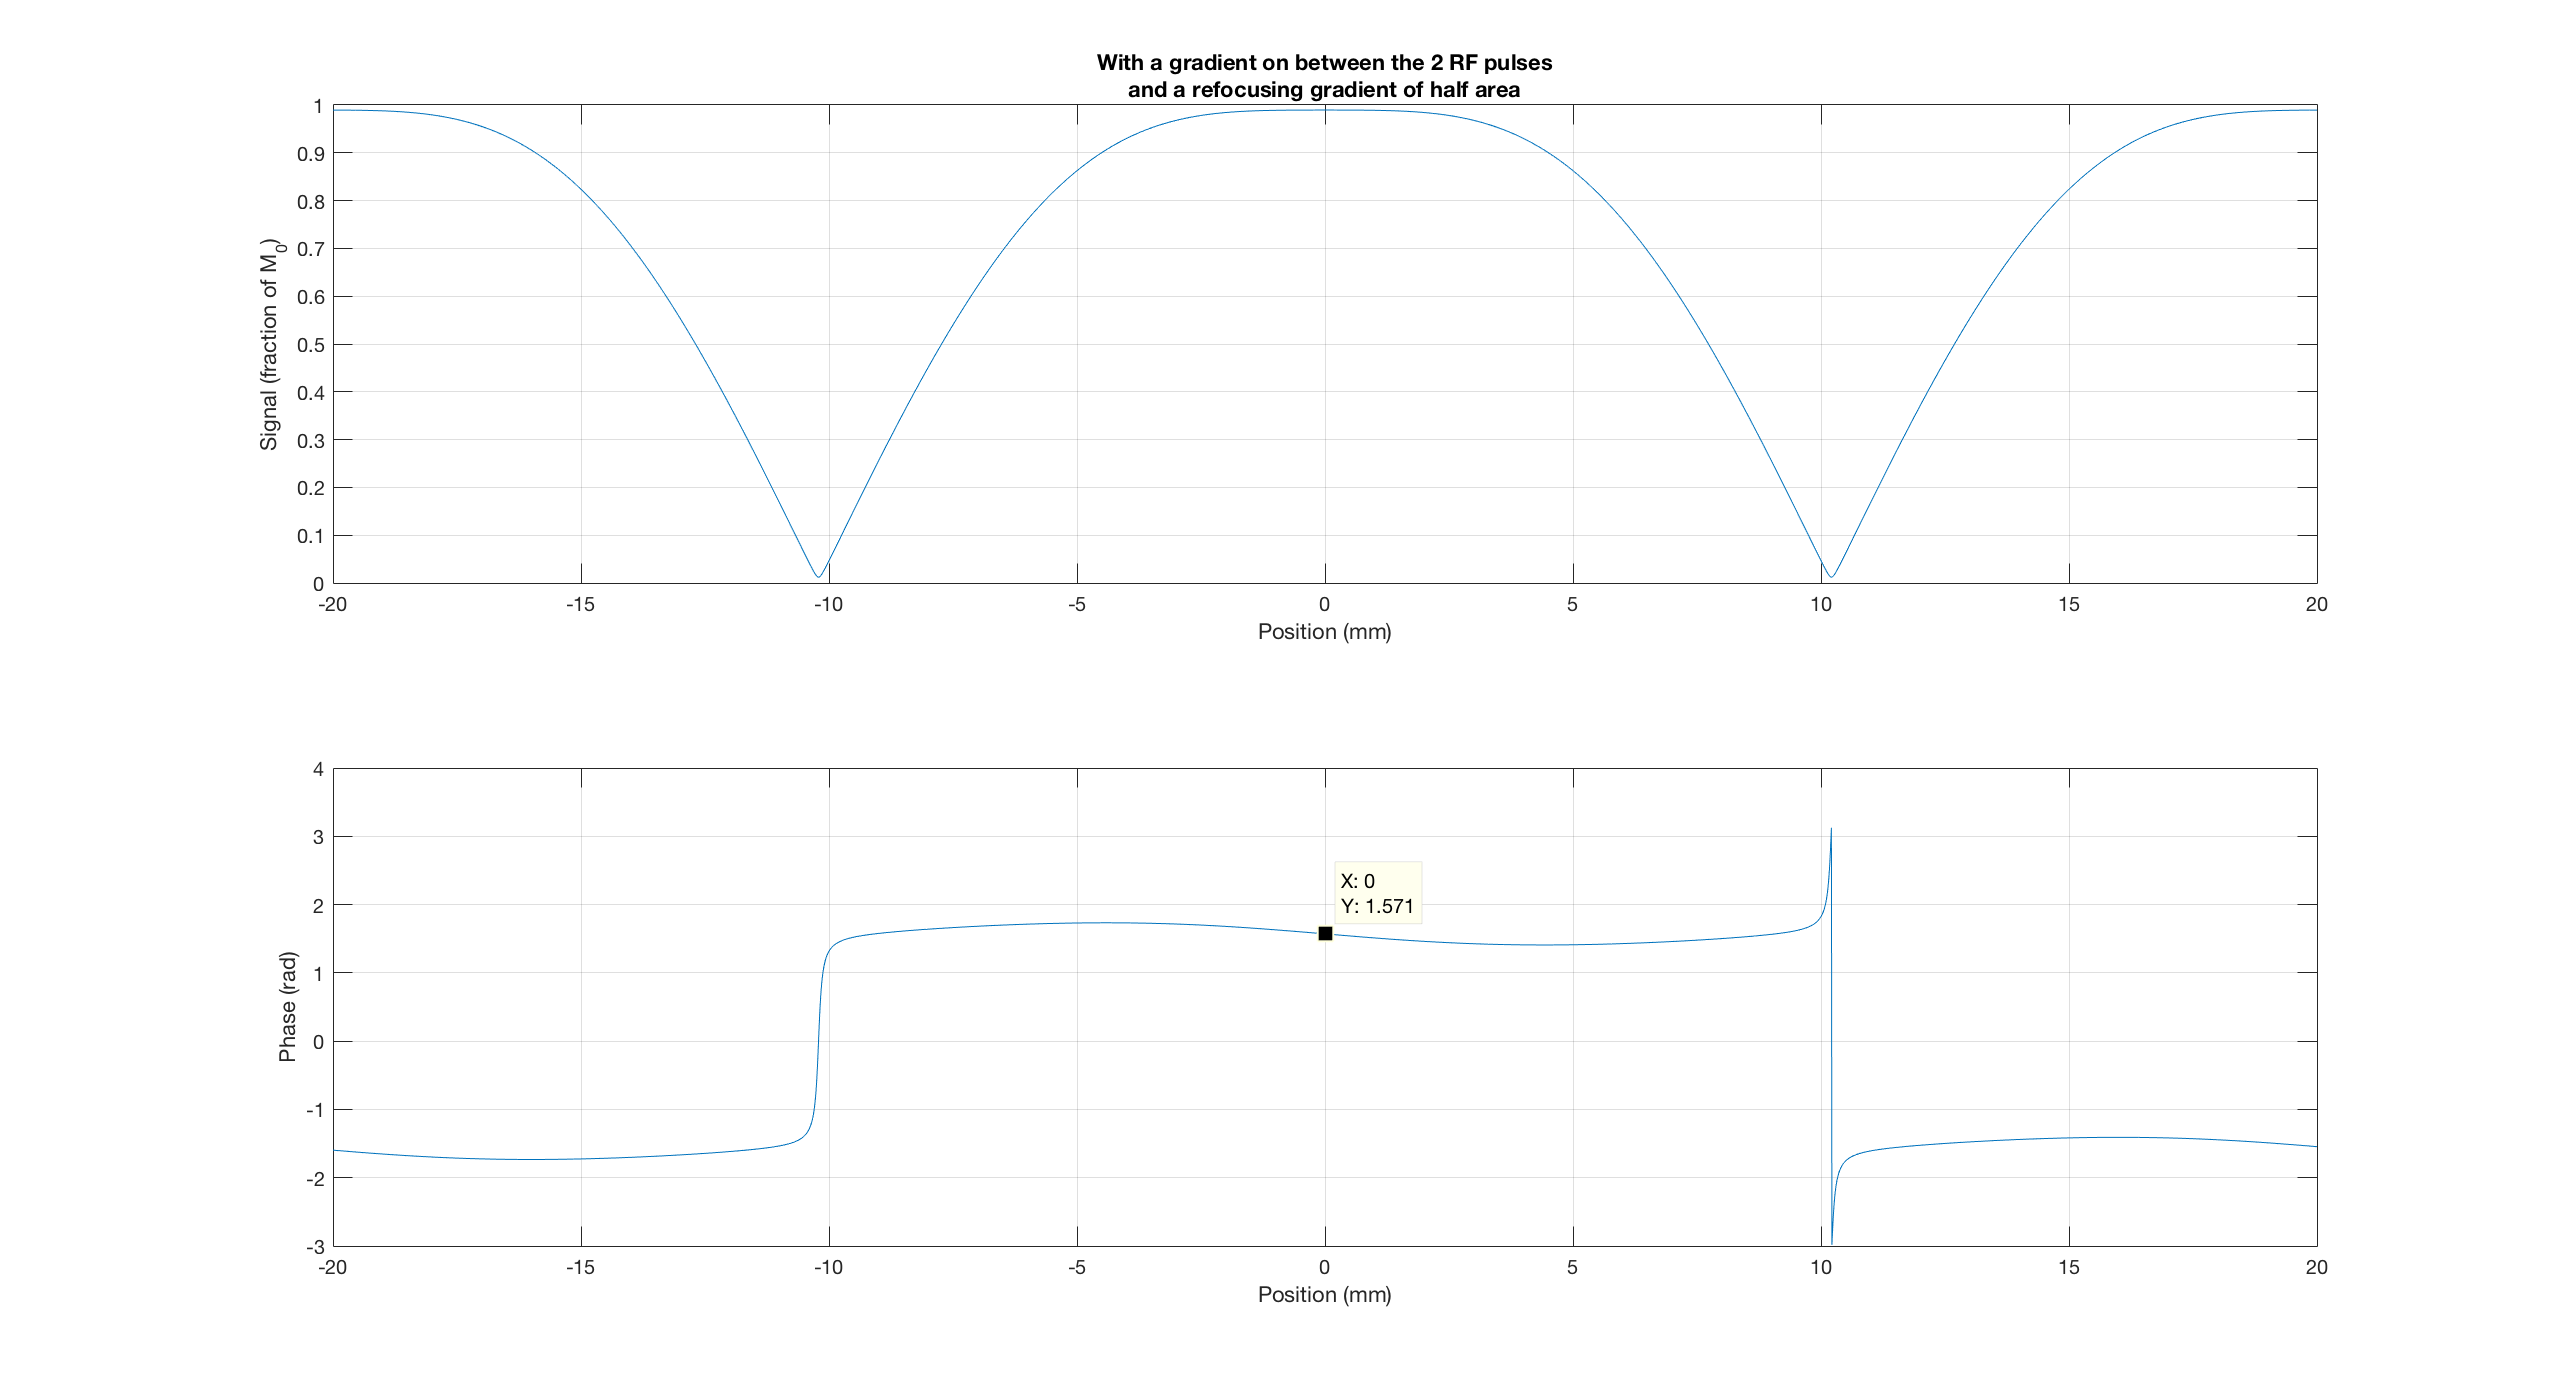 With a gradient on between the 2 RF pulses
and a refocusing gradient of half area
Signal (fraction of M0)
1
0.9
0.8
0.7
0.6
0.5
0.4
0.3
0.2
0.1
0
-20 -15 -10 -5 0 5 10 15 20
Position (mm)
Phase (rad)
4
3
2
1
0
-1
-2
-3
X: 0
Y: 1.571
-20 -15 -10 -5 0 5 10 15 20
Position (mm)